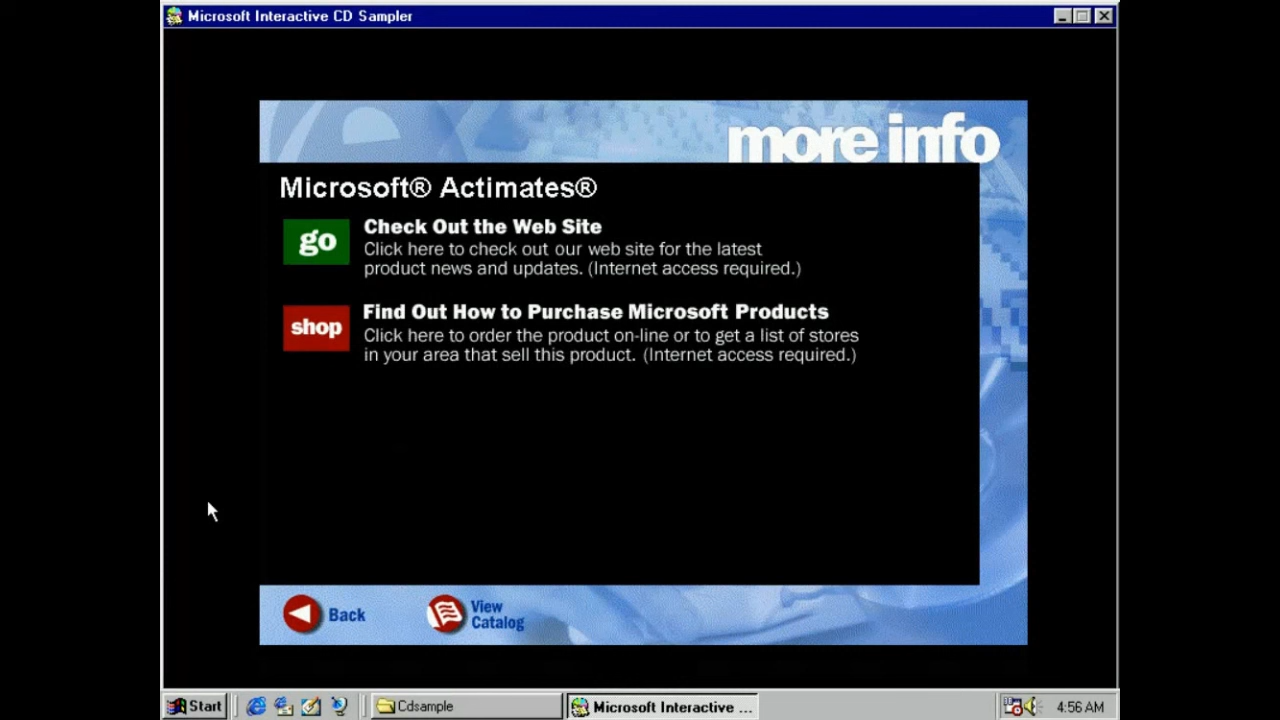 Microsoft Interactive CD Sampler
more info
Microsoft® Actimates®
go
Check Out the Web Site
Click here to check out our web site for the latest
product news and updates. (Internet access required.)
shop
Find Out How to Purchase Microsoft Products
Click here to order the product on-line or to get a list of stores
in your area that sell this product. (Internet access required.)
Back
View
Catalog
Start
Cdsample
Microsoft Interactive ...
4:56 AM